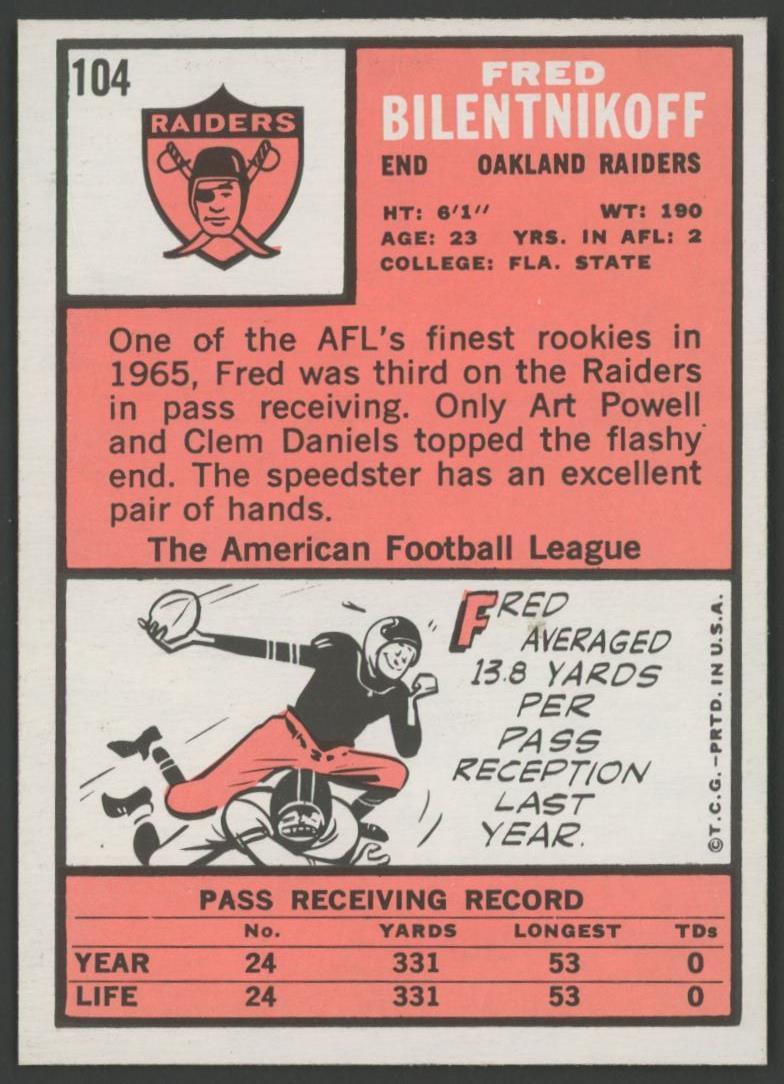 104
RAIDERS
FRED
BILENTNIKOFF
END OAKLAND RAIDERS
HT: 6'1" WT: 190
AGE: 23 YRS. IN AFL: 2
COLLEGE: FLA. STATE
One of the AFL's finest rookies in
1965, Fred was third on the Raiders
in pass receiving. Only Art Powell
and Clem Daniels topped the flashy
end. The speedster has an excellent
pair of hands.
The American Football League
FRED
AVERAGED
13.8 YARDS
PER
PASS
RECEPTION
LAST
YEAR.
©T.C.G.–PRTD. IN U.S.A.
PASS RECEIVING RECORD
No. YARDS LONGEST TDs
YEAR 24 331 53 0
LIFE 24 331 53 0